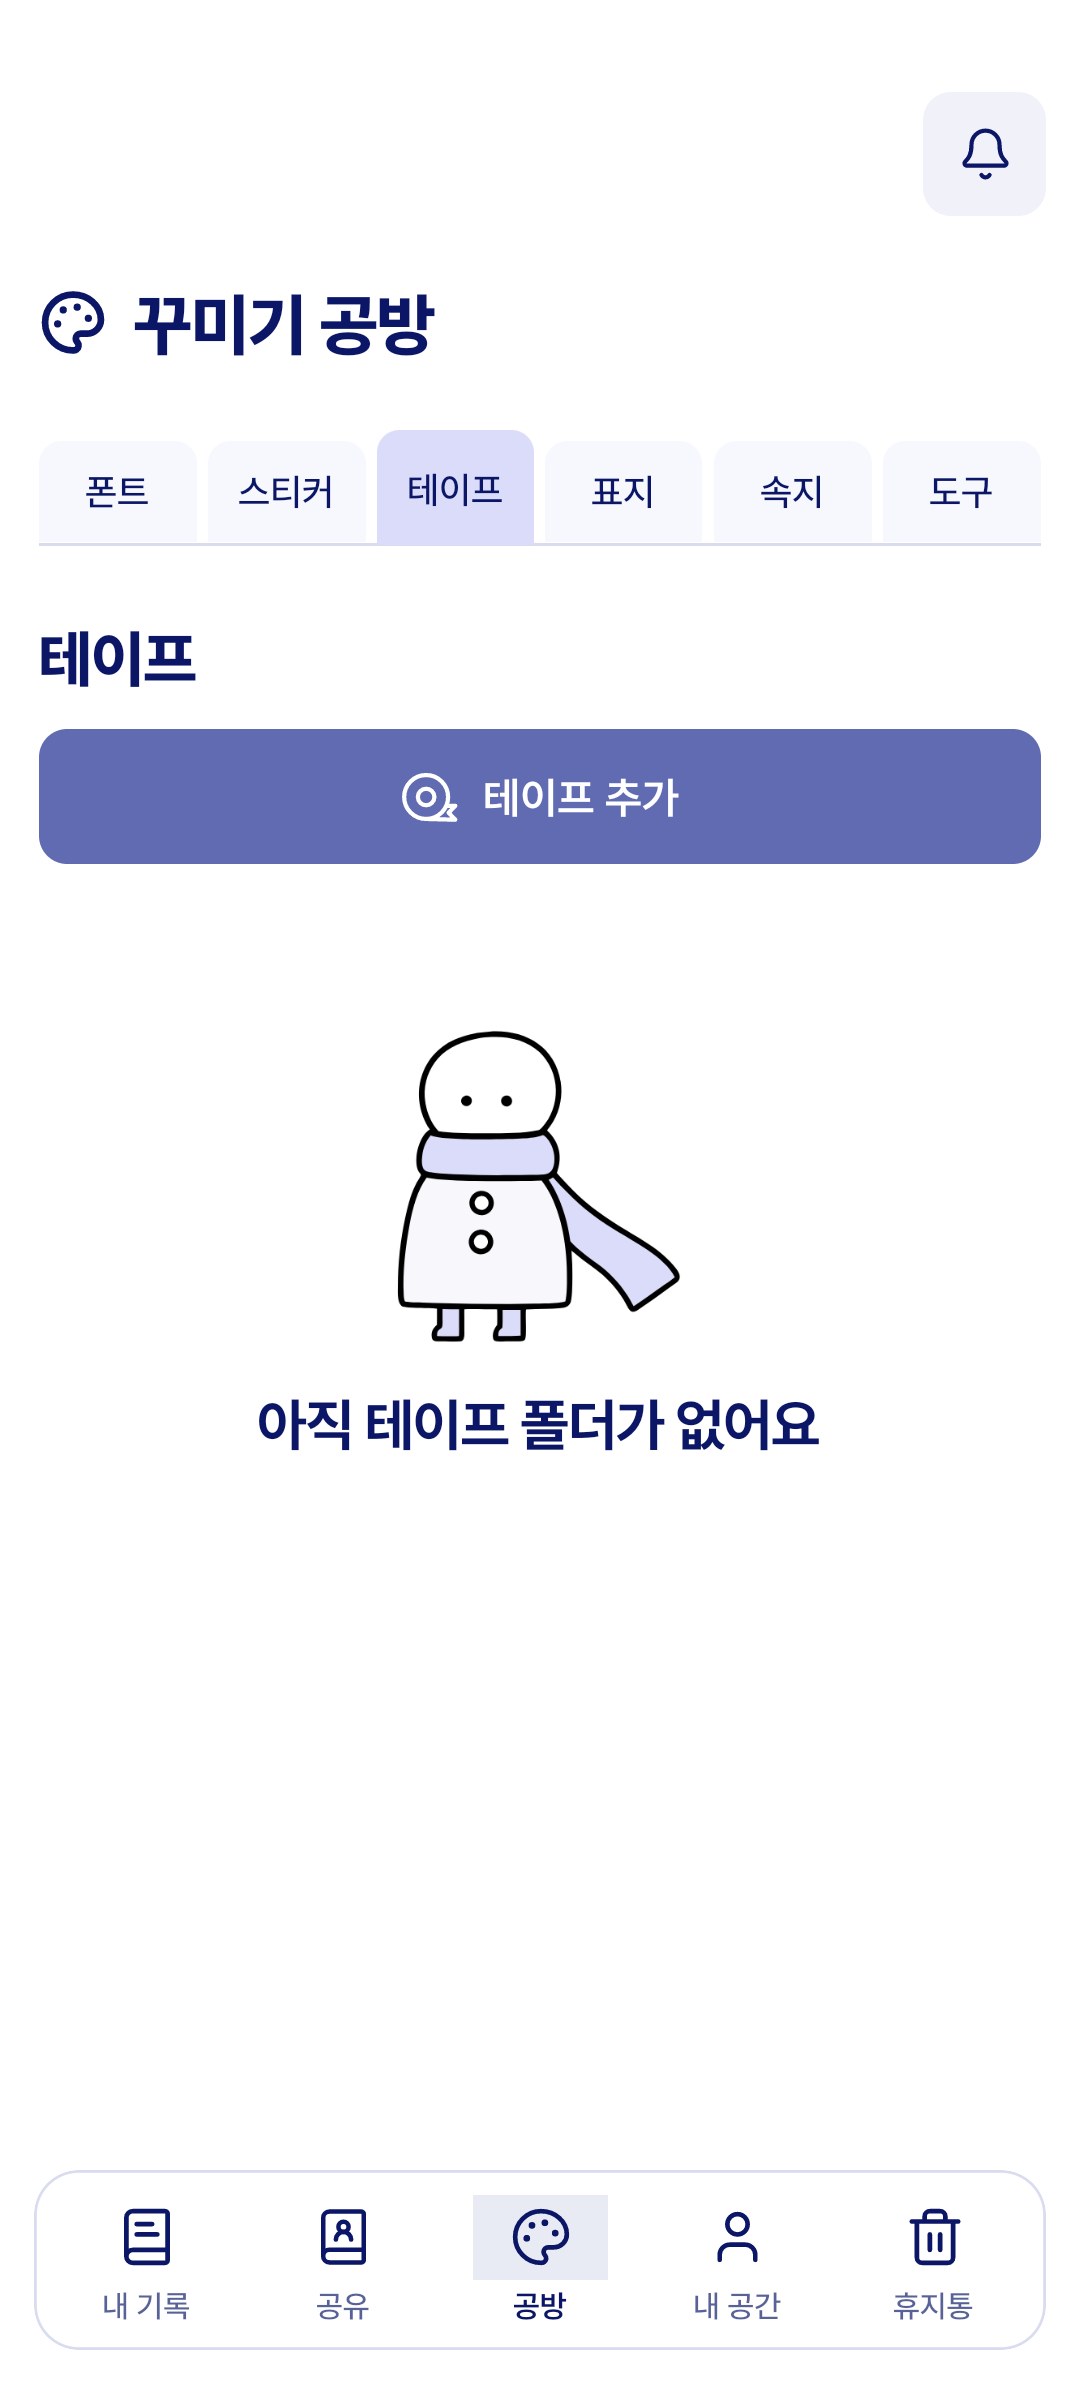 꾸미기 공방
폰트 스티커 테이프 표지 속지 도구
테이프
테이프 추가
아직 테이프 폴더가 없어요
내 기록 공유 공방 내 공간 휴지통